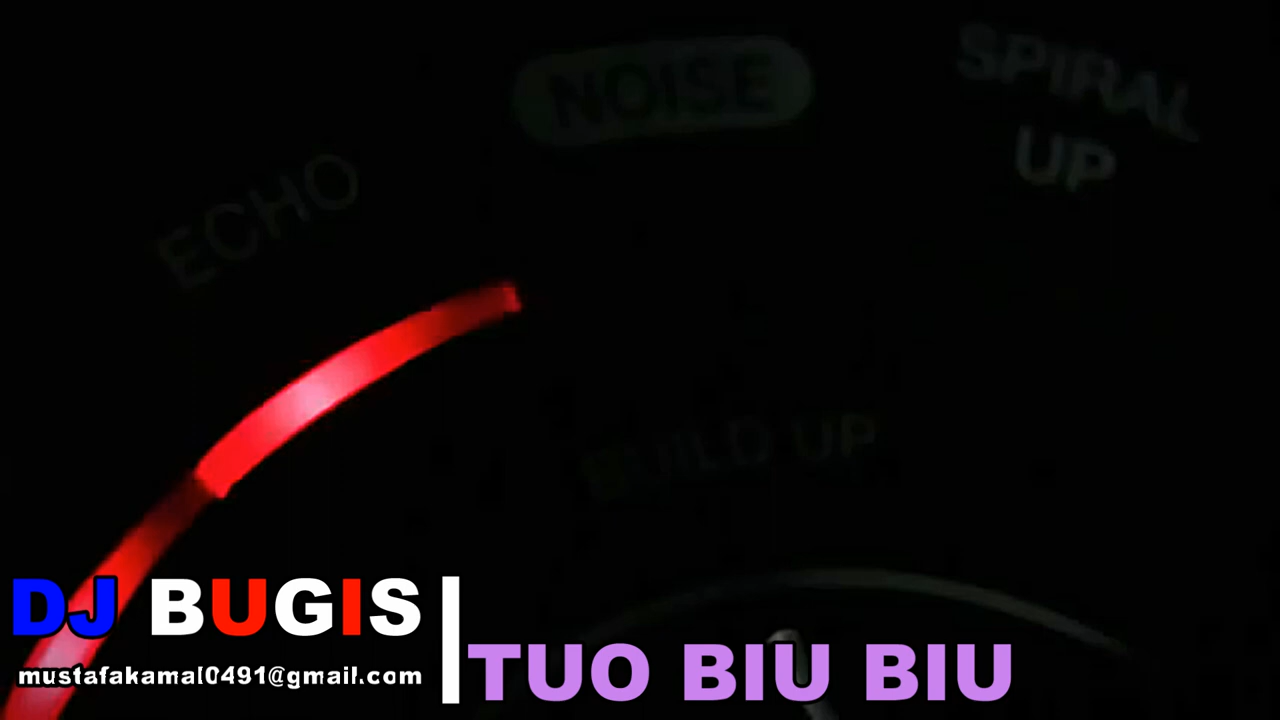 NOISE
SPIRAL
UP
ECHO
BUILD UP
DJ BUGIS
mustafakamal0491@gmail.com
TUO BIU BIU